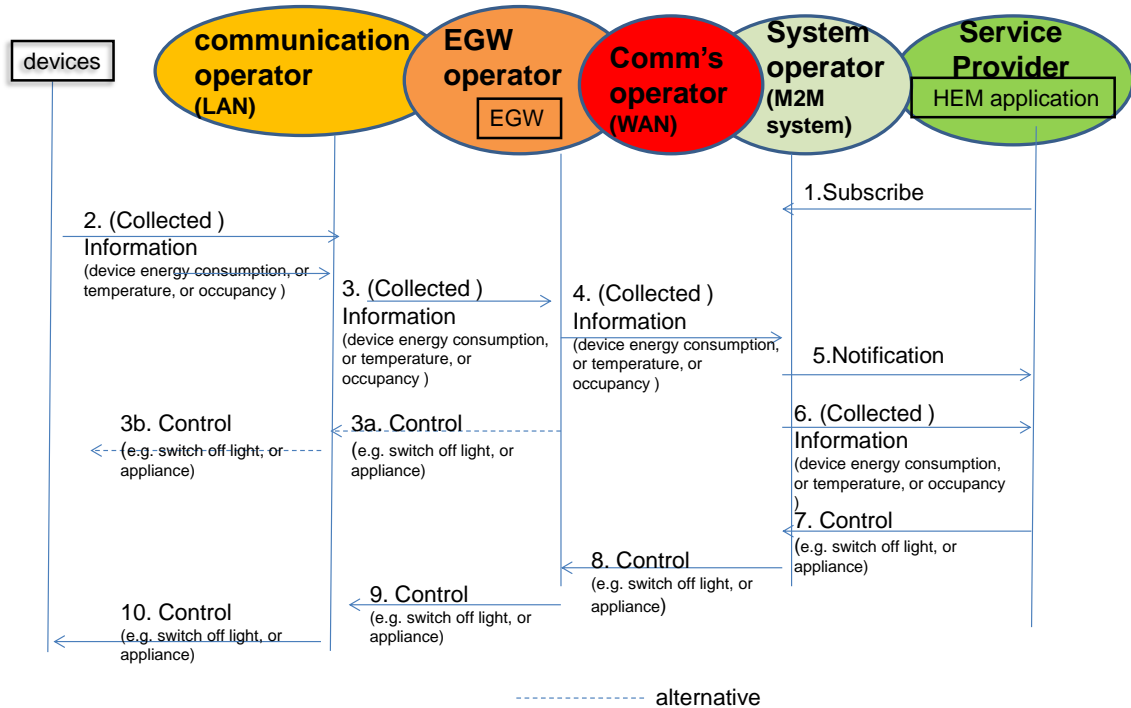 devices
communication
operator
(LAN)
EGW
operator
EGW
Comm's
operator
(WAN)
System
operator
(M2M
system)
Service
Provider
HEM application
1.Subscribe
2. (Collected )
Information
(device energy consumption, or
temperature, or occupancy )
3. (Collected )
Information
(device energy consumption,
or temperature, or
occupancy )
4. (Collected )
Information
(device energy consumption,
or temperature, or
occupancy )
5.Notification
3b. Control
(e.g. switch off light, or
appliance)
3a. Control
(e.g. switch off light, or
appliance)
6. (Collected )
Information
(device energy consumption,
or temperature, or occupancy
)
7. Control
(e.g. switch off light, or
appliance)
8. Control
(e.g. switch off light, or
appliance)
9. Control
(e.g. switch off light, or
appliance)
10. Control
(e.g. switch off light, or
appliance)
alternative